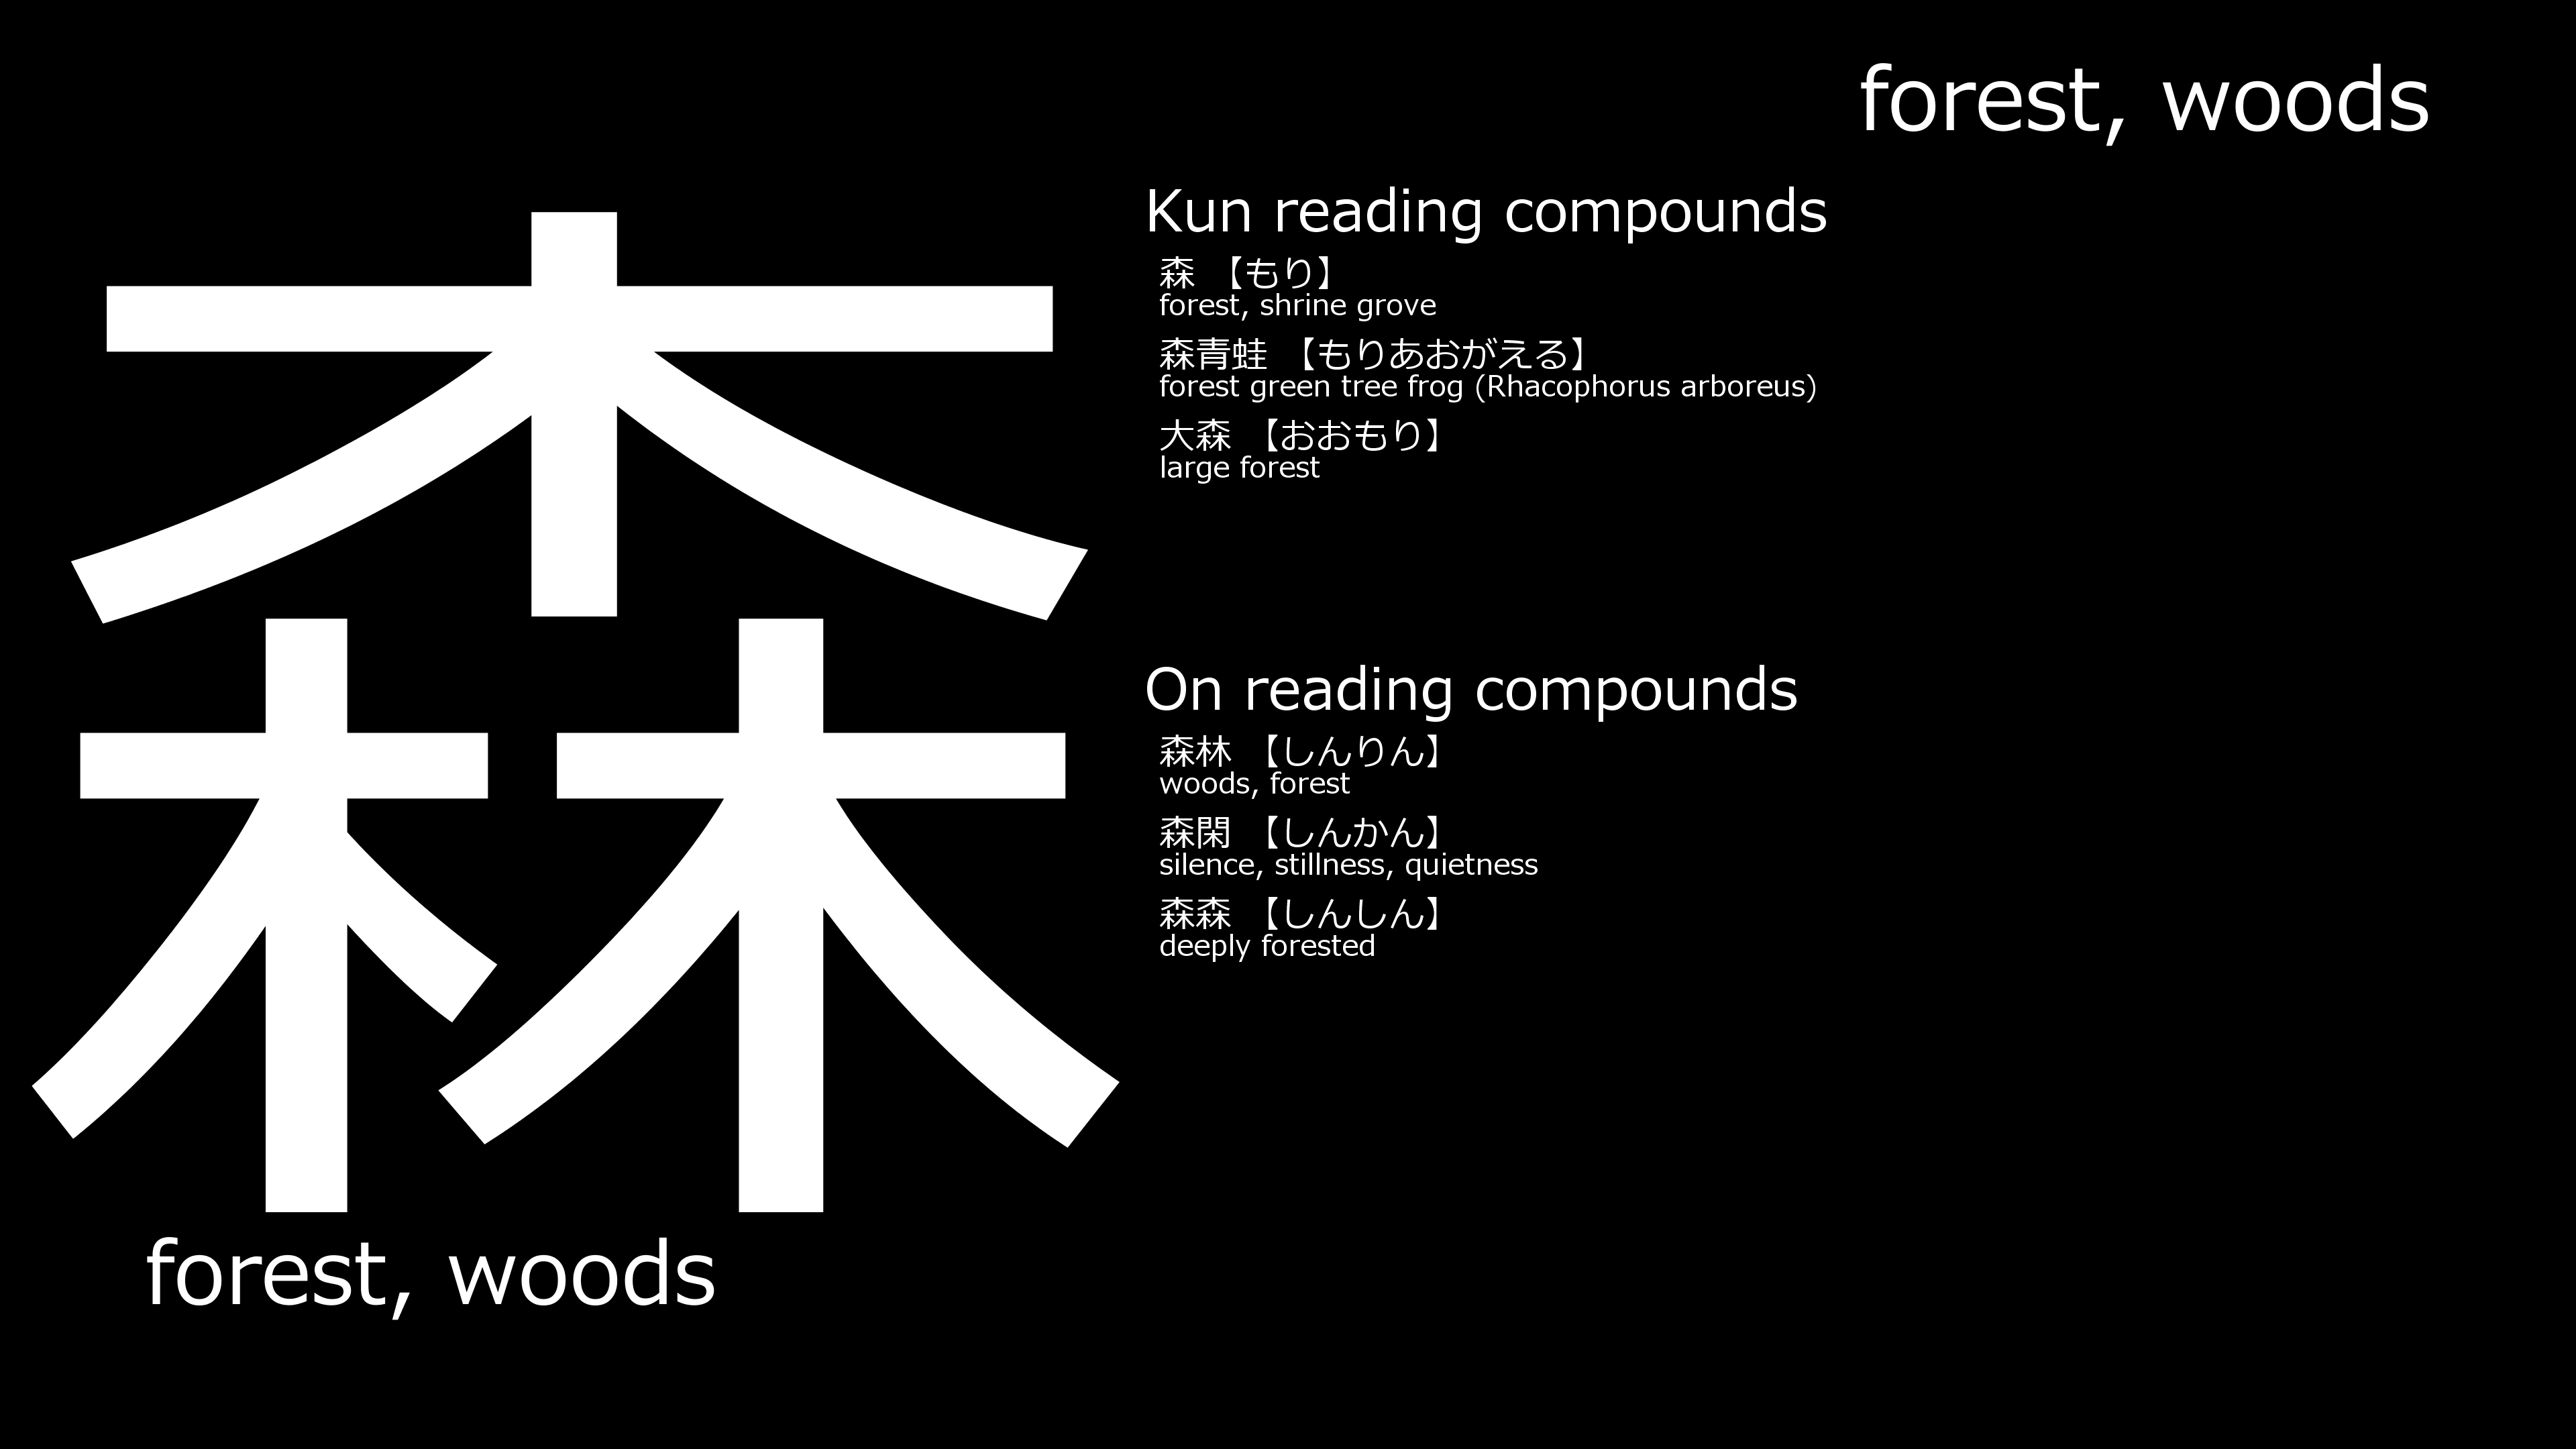 forest, woods
森
forest, woods
Kun reading compounds
森 【もり】
forest, shrine grove
森青蛙 【もりあおがえる】
forest green tree frog (Rhacophorus arboreus)
大森 【おおもり】
large forest
On reading compounds
森林 【しんりん】
woods, forest
森閑 【しんかん】
silence, stillness, quietness
森森 【しんしん】
deeply forested